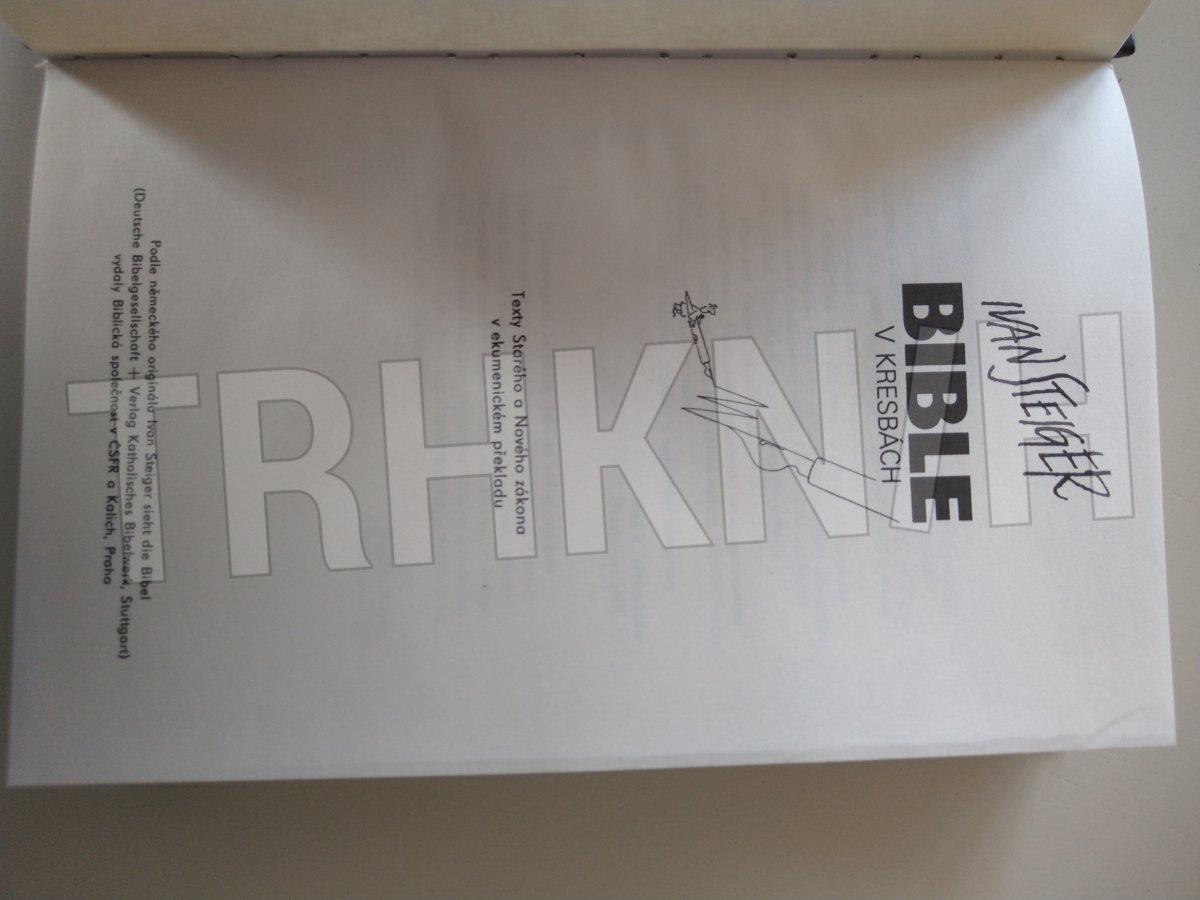 IVAN STEIGER
BIBLE
V KRESBÁCH
Texty Starého a Nového zákona
v ekumenickém překladu
Podle německého originálu Ivan Steiger sieht die Bibel
(Deutsche Bibelgesellschaft + Verlag Katholisches Bibelwerk, Stuttgart)
vydaly Biblická společnost v ČSFR a Kalich, Praha
TRHKNIH